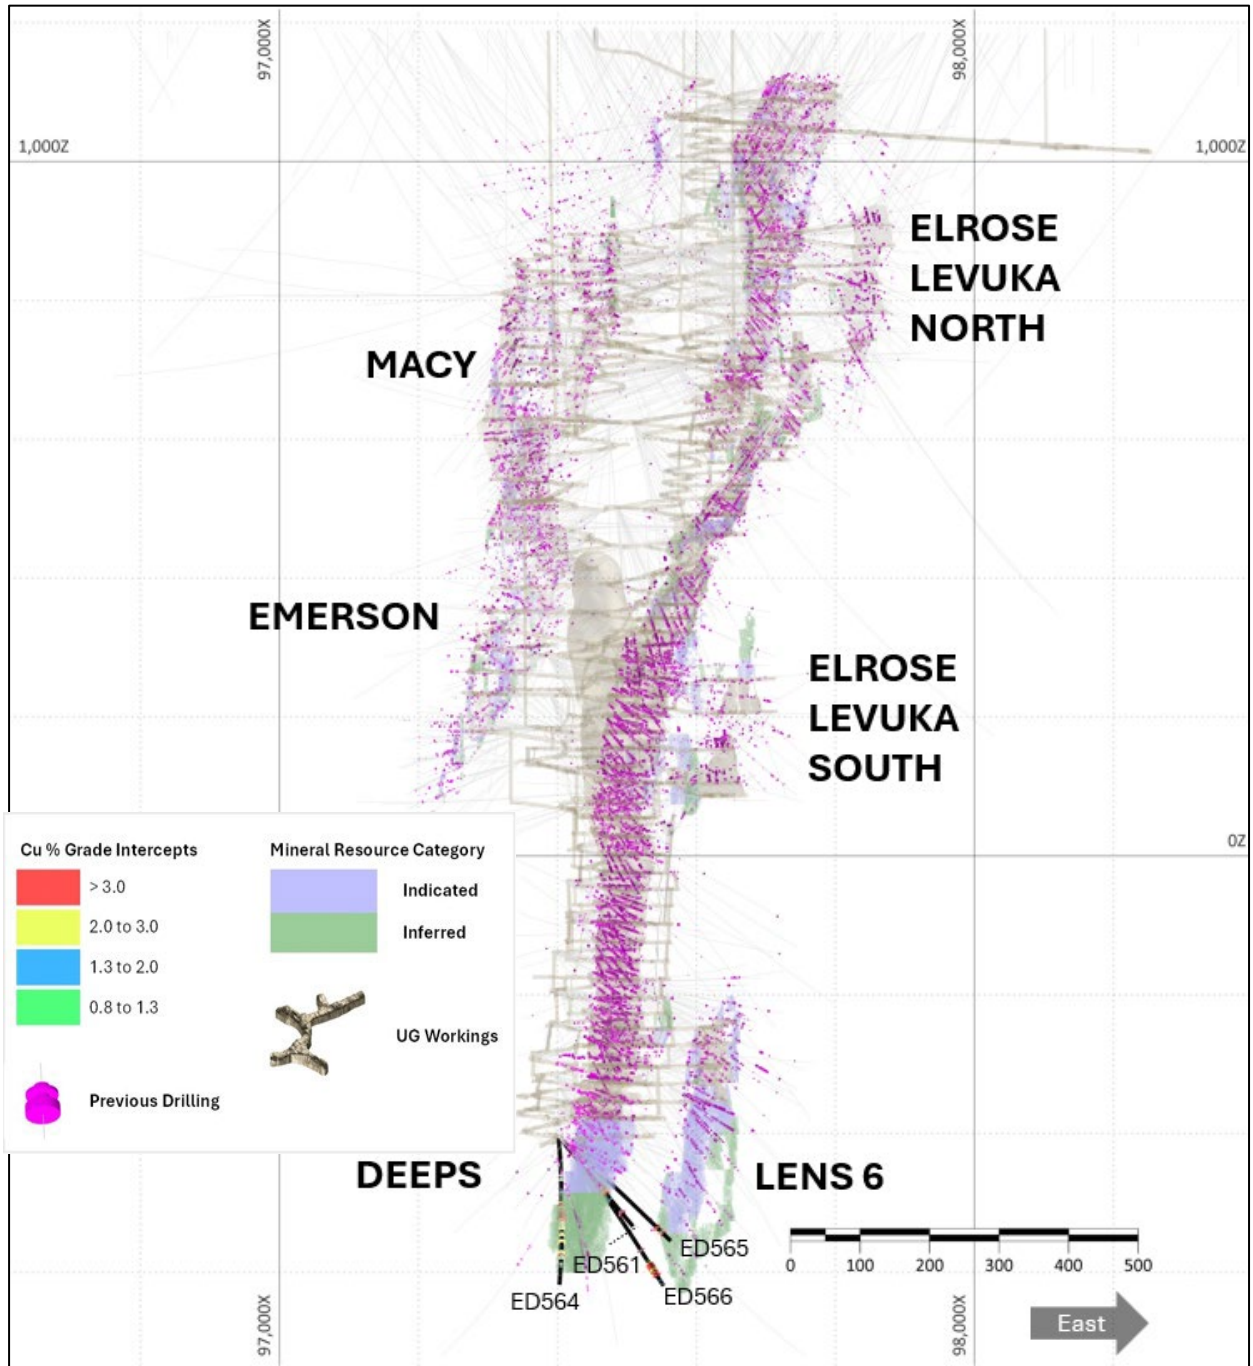 97,000X
98,000X
1,000Z
1,000Z
ELROSE
LEVUKA
NORTH
MACY
EMERSON
ELROSE
LEVUKA
SOUTH
0Z
Cu % Grade Intercepts
> 3.0
2.0 to 3.0
1.3 to 2.0
0.8 to 1.3
Previous Drilling
Mineral Resource Category
Indicated
Inferred
UG Workings
DEEPS
LENS 6
ED565
ED561
ED566
ED564
0 100 200 300 400 500
East
97,000X
98,000X